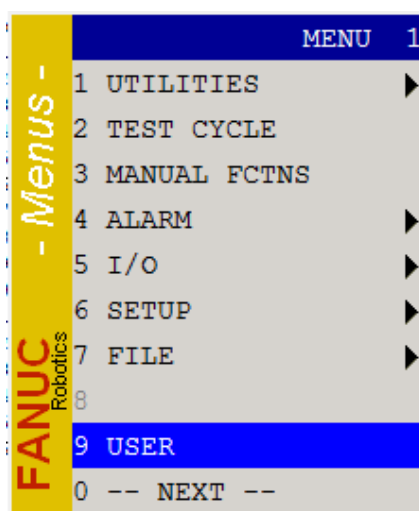 MENU 1
1 UTILITIES
2 TEST CYCLE
3 MANUAL FCTNS
4 ALARM
5 I/O
6 SETUP
7 FILE
8
9 USER
0 -- NEXT --
- Menus -
FANUC
Robotics